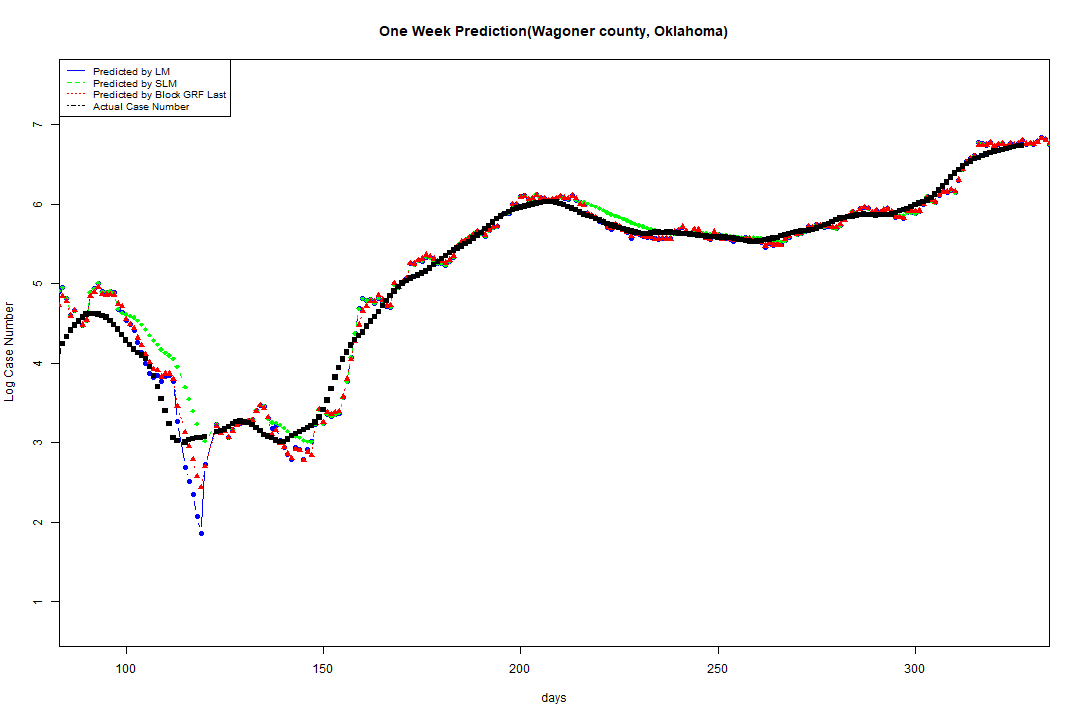 One Week Prediction(Wagoner county, Oklahoma)
Predicted by LM
Predicted by SLM
Predicted by Block GRF Last
Actual Case Number
7
6
5
4
3
2
1
Log Case Number
100 150 200 250 300
days